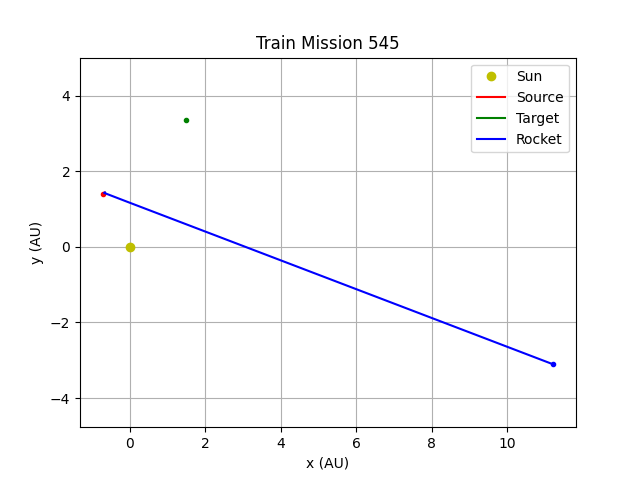 Train Mission 545
Sun
Source
Target
Rocket
4
2
0
−2
−4
y (AU)
0
2
4
6
8
10
x (AU)